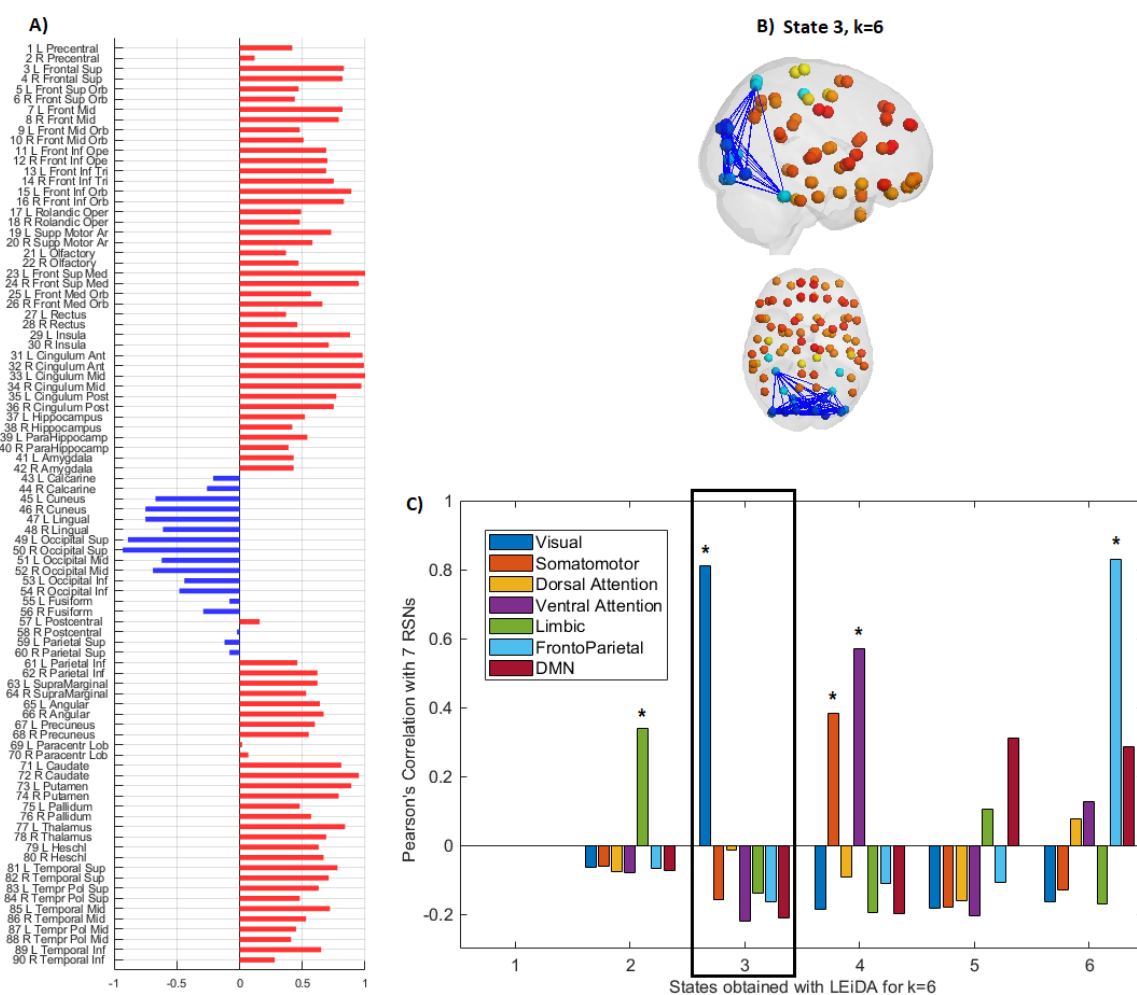 A)
1 L Precentral
2 R Precentral
3 L Frontal Sup
4 R Frontal Sup
5 L Front Sup Orb
6 R Front Sup Orb
7 L Front Mid
8 R Front Mid
9 L Front Mid Orb
10 R Front Mid Orb
11 L Front Inf Ope
12 R Front Inf Ope
13 L Front Inf Tri
14 R Front Inf Tri
15 L Front Inf Orb
16 R Front Inf Orb
17 L Rolandic Oper
18 R Rolandic Oper
19 L Supp Motor Ar
20 R Supp Motor Ar
21 L Olfactory
22 R Olfactory
23 L Front Sup Med
24 R Front Sup Med
25 L Front Med Orb
26 R Front Med Orb
27 L Rectus
28 R Rectus
29 L Insula
30 R Insula
31 L Cingulum Ant
32 R Cingulum Ant
33 L Cingulum Mid
34 R Cingulum Mid
35 L Cingulum Post
36 R Cingulum Post
37 L Hippocampus
38 R Hippocampus
39 L ParaHippocamp
40 R ParaHippocamp
41 L Amygdala
42 R Amygdala
43 L Calcarine
44 R Calcarine
45 L Cuneus
46 R Cuneus
47 L Lingual
48 R Lingual
49 L Occipital Sup
50 R Occipital Sup
51 L Occipital Mid
52 R Occipital Mid
53 L Occipital Inf
54 R Occipital Inf
55 L Fusiform
56 R Fusiform
57 L Postcentral
58 R Postcentral
59 L Parietal Sup
60 R Parietal Sup
61 L Parietal Inf
62 R Parietal Inf
63 L SupraMarginal
64 R SupraMarginal
65 L Angular
66 R Angular
67 L Precuneus
68 R Precuneus
69 L Paracentr Lob
70 R Paracentr Lob
71 L Caudate
72 R Caudate
73 L Putamen
74 R Putamen
75 L Pallidum
76 R Pallidum
77 L Thalamus
78 R Thalamus
79 L Heschl
80 R Heschl
81 L Temporal Sup
82 R Temporal Sup
83 L Tempr Pol Sup
84 R Tempr Pol Sup
85 L Temporal Mid
86 R Temporal Mid
87 L Tempr Pol Mid
88 R Tempr Pol Mid
89 L Temporal Inf
90 R Temporal Inf
-1 -0.5 0 0.5 1
-1 -0.5 0 0.5 1
B) State 3, k=6
C)
Pearson's Correlation with 7 RSNs
1
0.8
0.6
0.4
0.2
0
-0.2
Visual
Somatomotor
Dorsal Attention
Ventral Attention
Limbic
FrontoParietal
DMN
*
*
*
*
*
1 2 3 4 5 6
States obtained with LEiDA for k=6